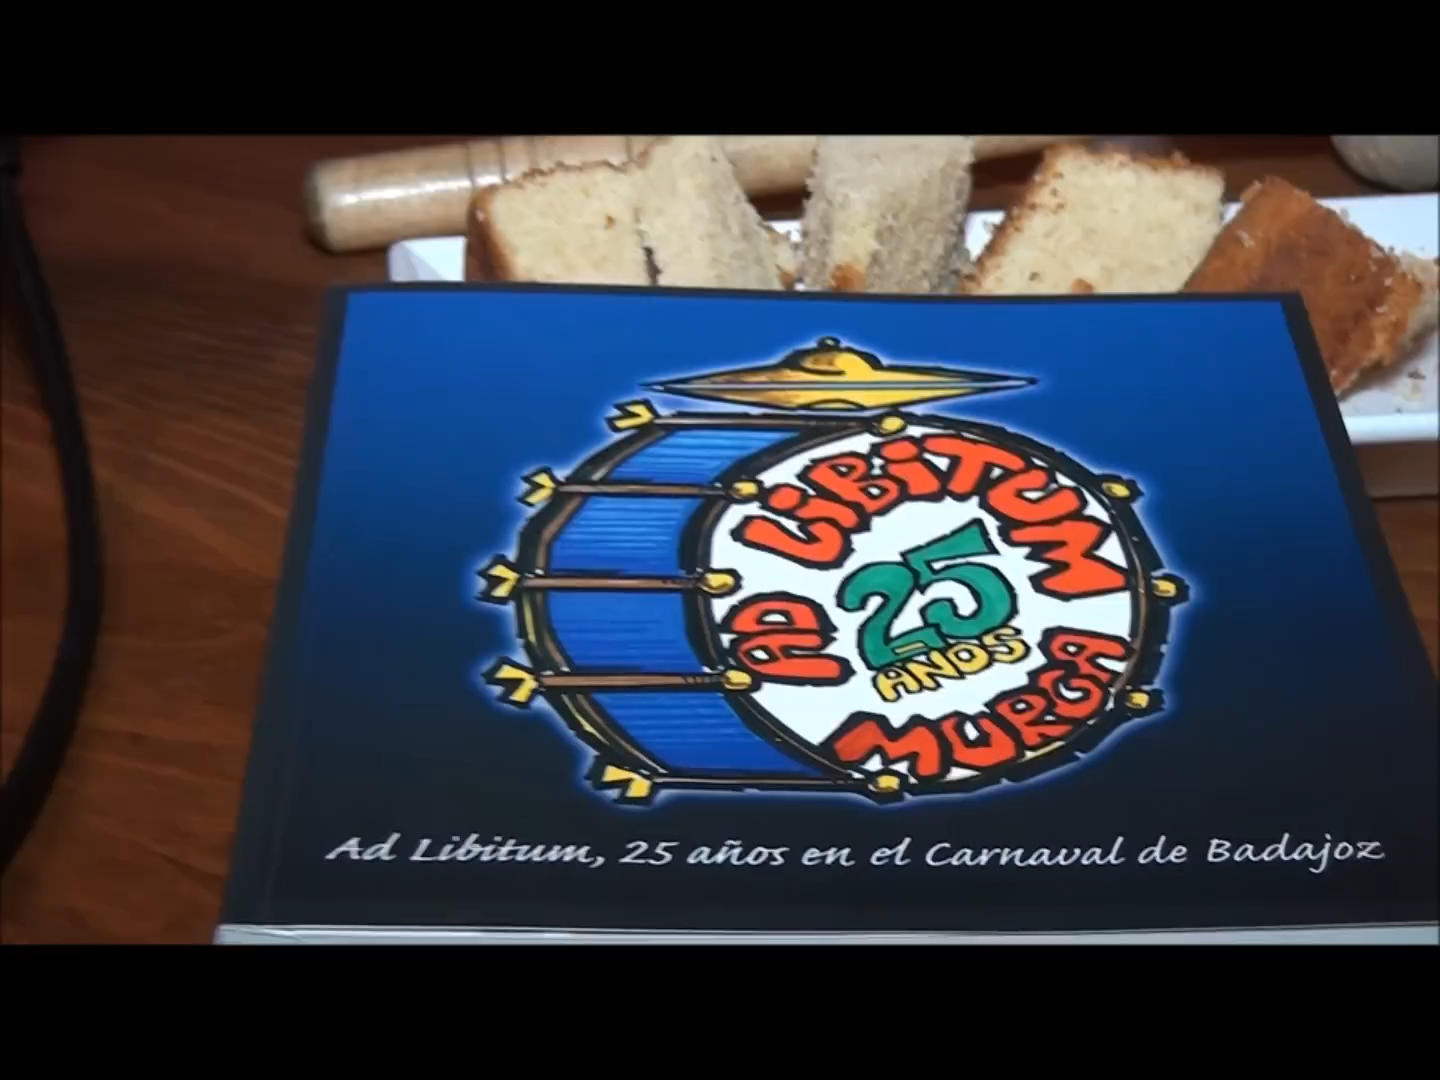 AD LIBITUM
25
AÑOS
MURGA
Ad Libitum, 25 años en el Carnaval de Badajoz